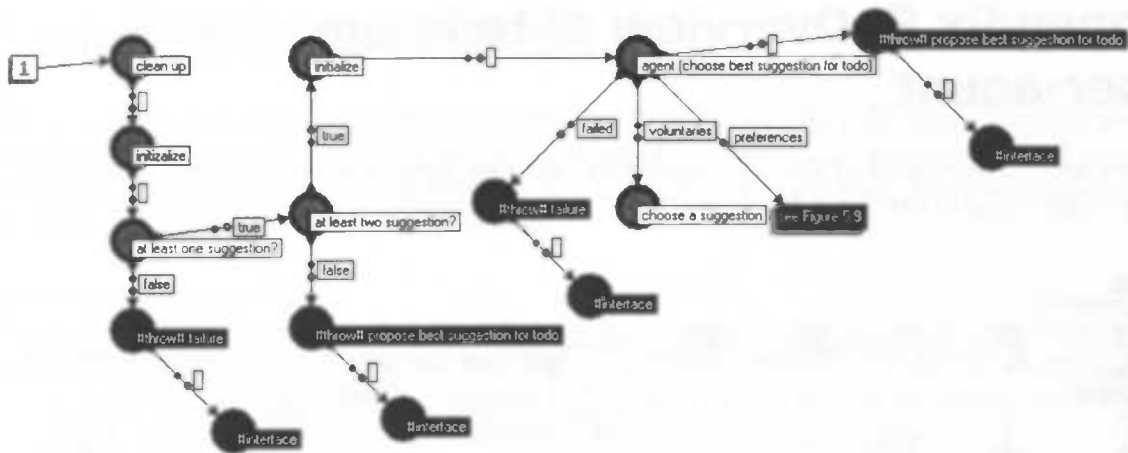 1
clean up
initizalize
at least one suggestion?
true
false
#throw# failure
#interface
initialize
true
at least two suggestion?
false
#throw# propose best suggestion for todo
#interface
agent [choose best suggestion for todo]
failed
voluntaries
preferences
#throw# failure
#interface
choose a suggestion
see Figure 5.9
#throw# propose best suggestion for todo
#interface